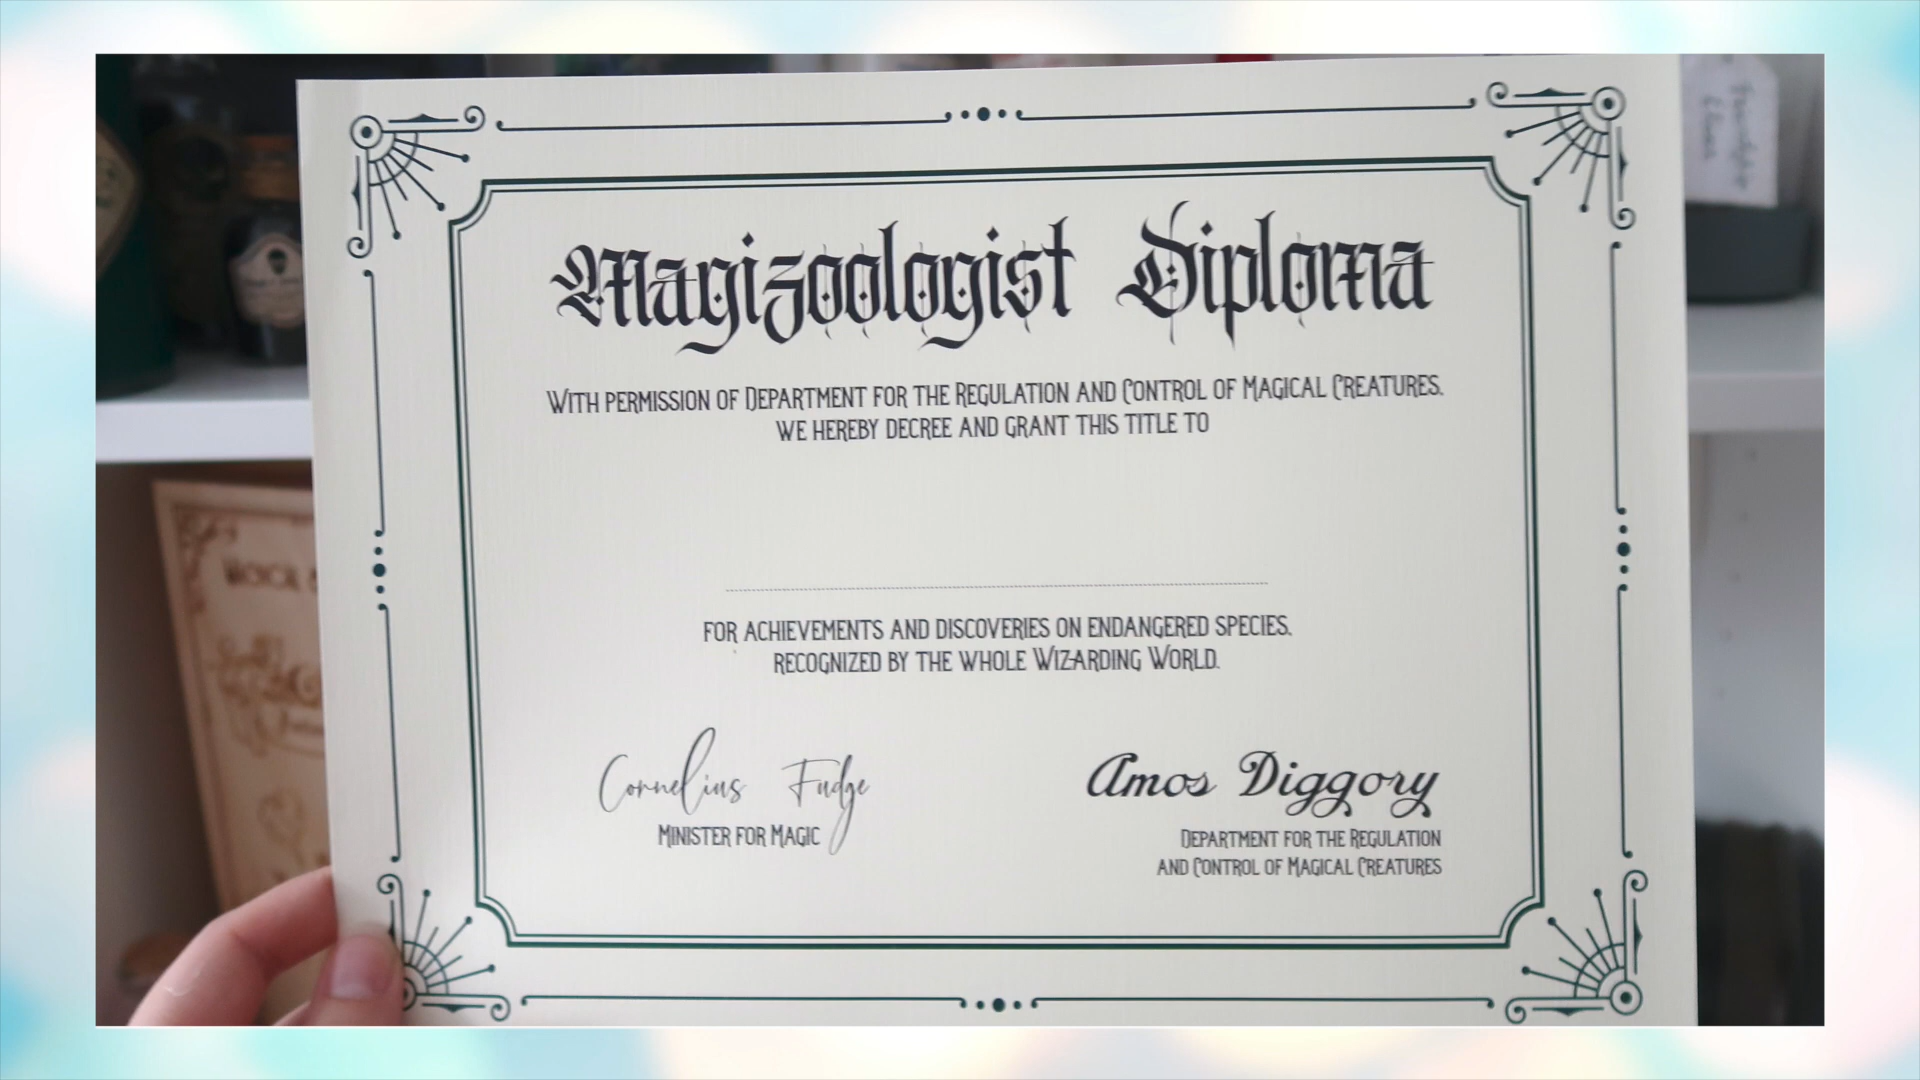 Magizoologist Diploma
With permission of Department for the Regulation and Control of Magical Creatures,
we hereby decree and grant this title to
for achievements and discoveries on endangered species,
recognized by the whole Wizarding World.
Cornelius Fudge
Minister for Magic
Amos Diggory
Department for the Regulation
and Control of Magical Creatures